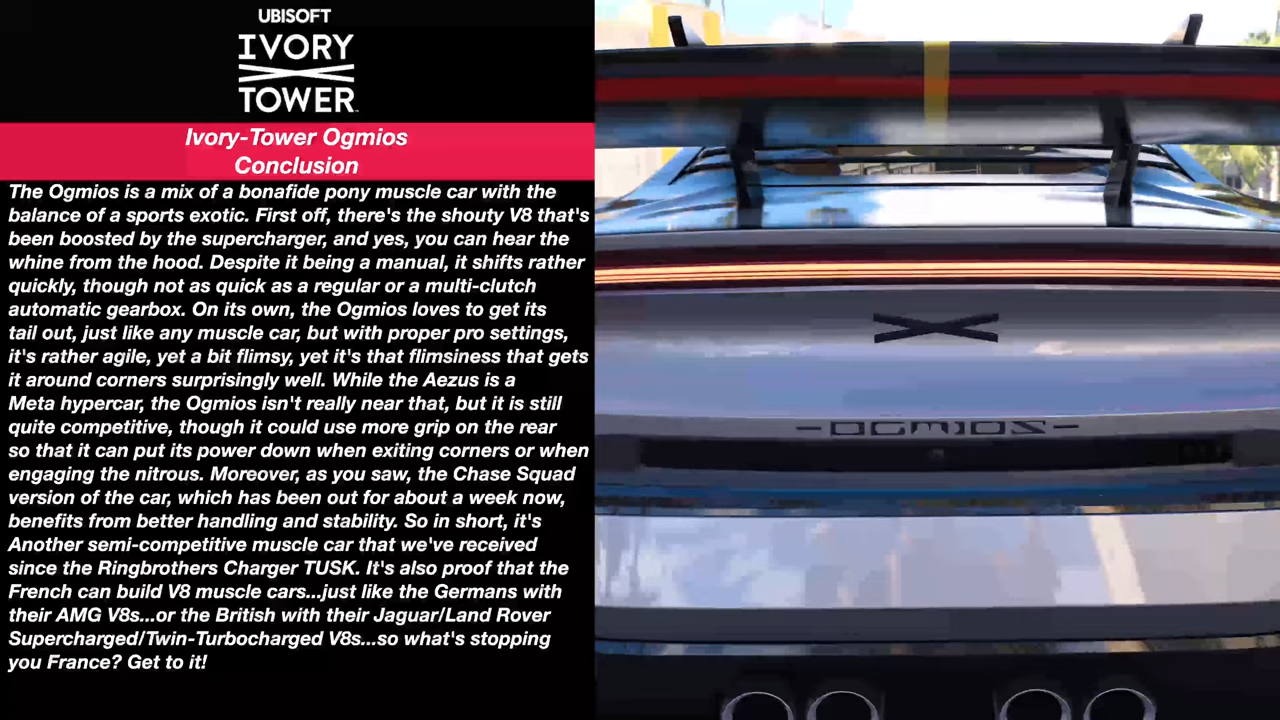 UBISOFT
IVORY
TOWER
Ivory-Tower Ogmios
Conclusion
The Ogmios is a mix of a bonafide pony muscle car with the
balance of a sports exotic. First off, there's the shouty V8 that's
been boosted by the supercharger, and yes, you can hear the
whine from the hood. Despite it being a manual, it shifts rather
quickly, though not as quick as a regular or a multi-clutch
automatic gearbox. On its own, the Ogmios loves to get its
tail out, just like any muscle car, but with proper pro settings,
it's rather agile, yet a bit flimsy, yet it's that flimsiness that gets
it around corners surprisingly well. While the Aezus is a
Meta hypercar, the Ogmios isn't really near that, but it is still
quite competitive, though it could use more grip on the rear
so that it can put its power down when exiting corners or when
engaging the nitrous. Moreover, as you saw, the Chase Squad
version of the car, which has been out for about a week now,
benefits from better handling and stability. So in short, it's
Another semi-competitive muscle car that we've received
since the Ringbrothers Charger TUSK. It's also proof that the
French can build V8 muscle cars...just like the Germans with
their AMG V8s...or the British with their Jaguar/Land Rover
Supercharged/Twin-Turbocharged V8s...so what's stopping
you France? Get to it!
-OGMIOS-